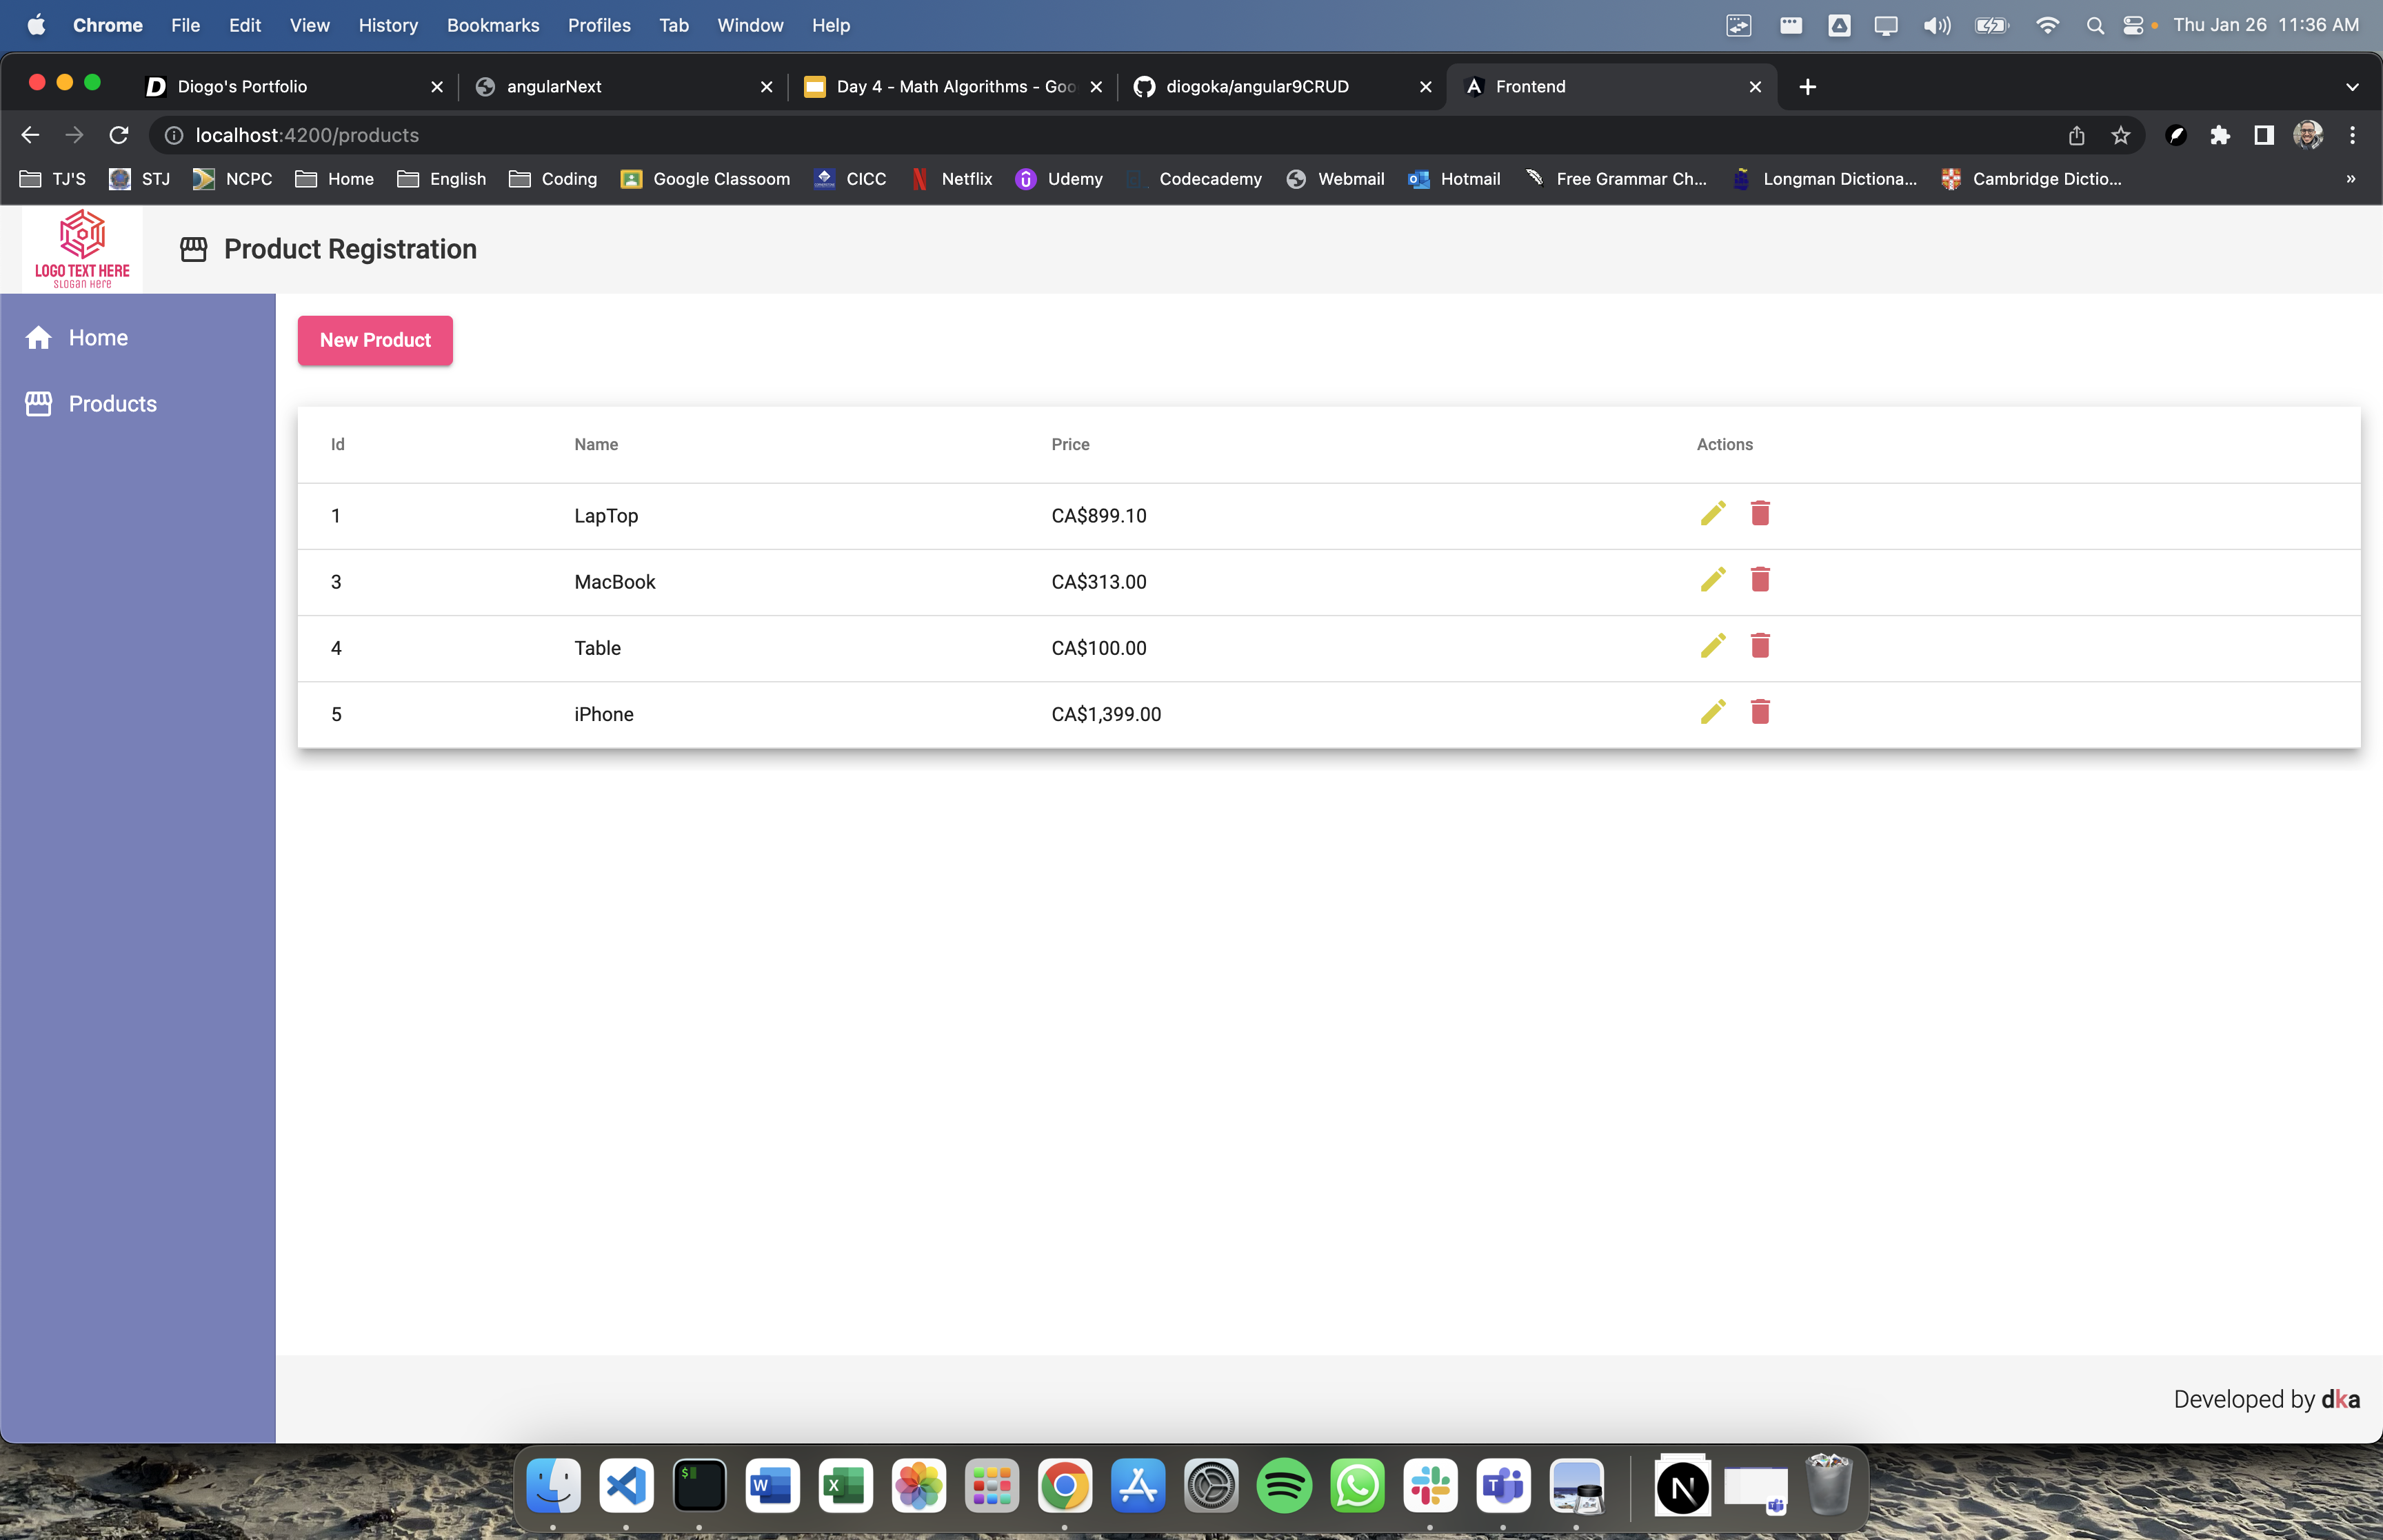 Chrome File Edit View History Bookmarks Profiles Tab Window Help Thu Jan 26 11:36 AM
Diogo's Portfolio angularNext Day 4 - Math Algorithms - Goo diogoka/angular9CRUD Frontend
localhost:4200/products
TJ'S STJ NCPC Home English Coding Google Classoom CICC Netflix Udemy Codecademy Webmail Hotmail Free Grammar Ch... Longman Dictiona... Cambridge Dictio... »
LOGO TEXT HERE
SLOGAN HERE
Product Registration
Home
Products
New Product
Id Name Price Actions
1 LapTop CA$899.10
3 MacBook CA$313.00
4 Table CA$100.00
5 iPhone CA$1,399.00
Developed by dka